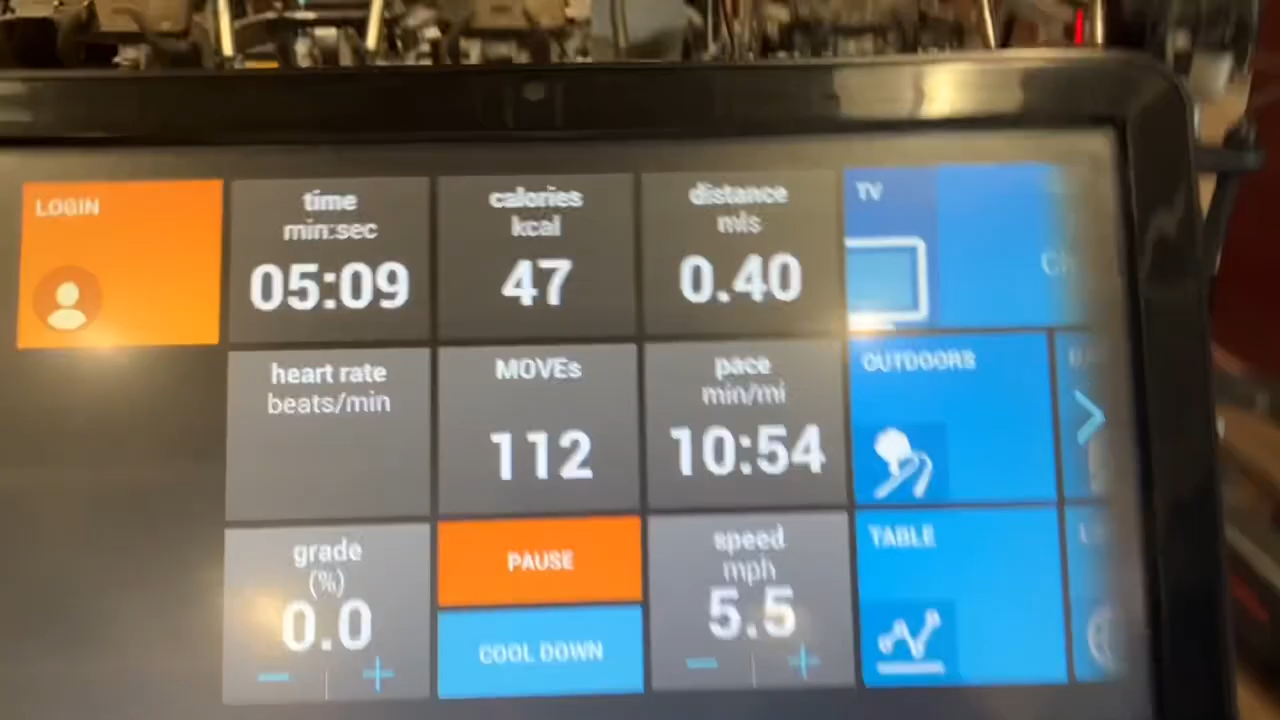 LOGIN
time
min:sec
05:09
calories
kcal
47
distance
mls
0.40
TV
heart rate
beats/min
MOVEs
112
pace
min/mi
10:54
OUTDOORS
grade
(%)
0.0
− +
PAUSE
COOL DOWN
speed
mph
5.5
− +
TABLE